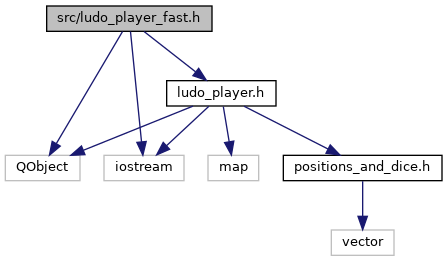 src/ludo_player_fast.h
ludo_player.h
QObject
iostream
map
positions_and_dice.h
vector